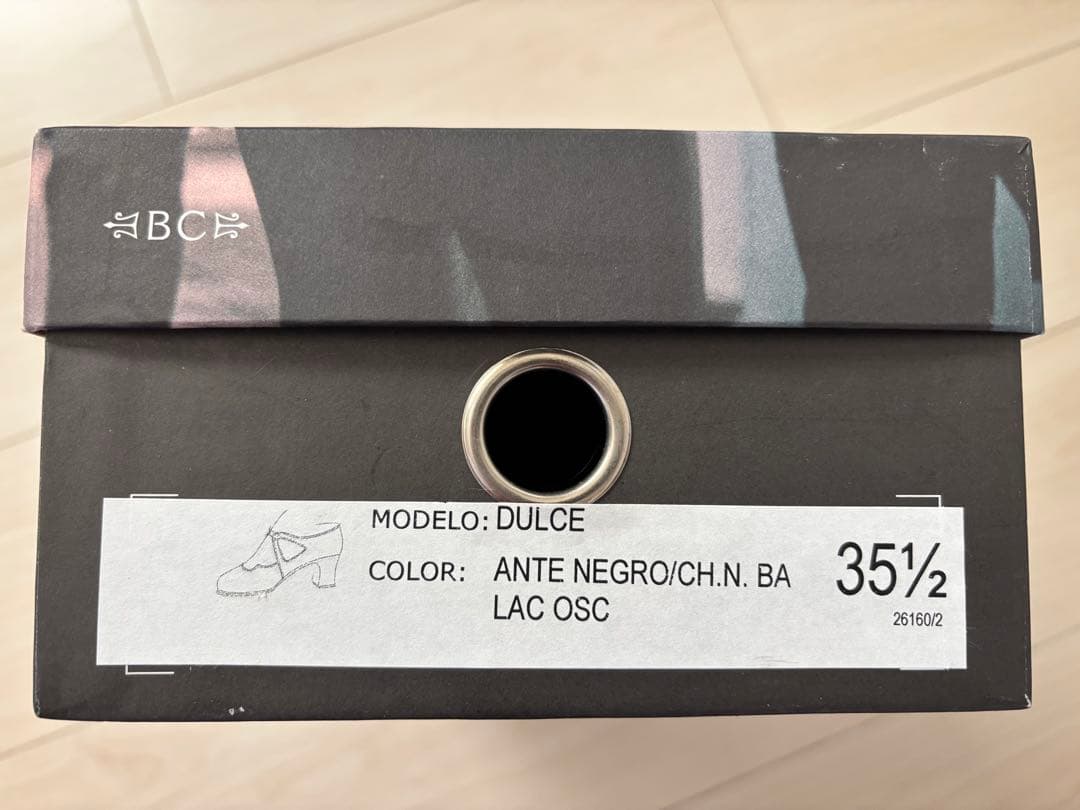 BC
MODELO: DULCE
COLOR: ANTE NEGRO/CH.N. BA
LAC OSC
35½
26160/2